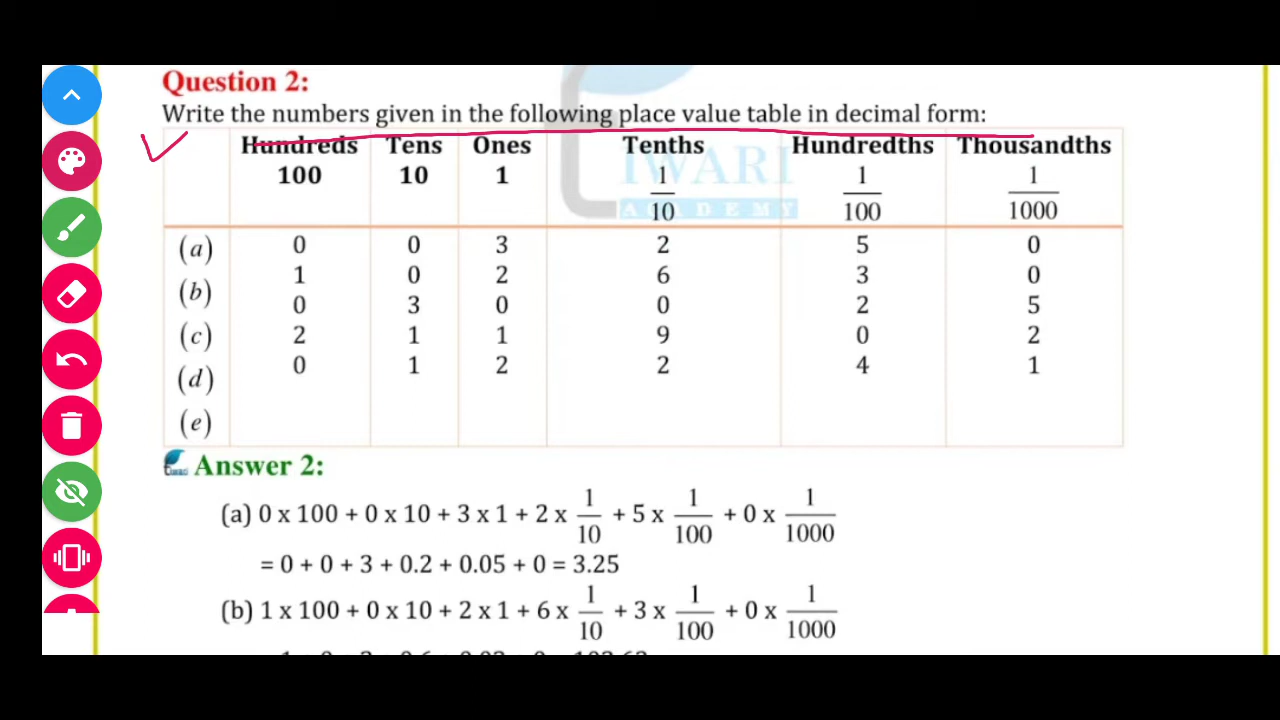 Question 2:
Write the numbers given in the following place value table in decimal form:
Hundreds Tens Ones Tenths Hundredths Thousandths
100 10 1 1/10 1/100 1/1000
IWARI
ACADEMY
(a) 0 0 3 2 5 0
(b) 1 0 2 6 3 0
(c) 0 3 0 0 2 5
(d) 2 1 1 9 0 2
(e) 0 1 2 2 4 1
Answer 2:
(a) 0 x 100 + 0 x 10 + 3 x 1 + 2 x 1/10 + 5 x 1/100 + 0 x 1/1000
= 0 + 0 + 3 + 0.2 + 0.05 + 0 = 3.25
(b) 1 x 100 + 0 x 10 + 2 x 1 + 6 x 1/10 + 3 x 1/100 + 0 x 1/1000